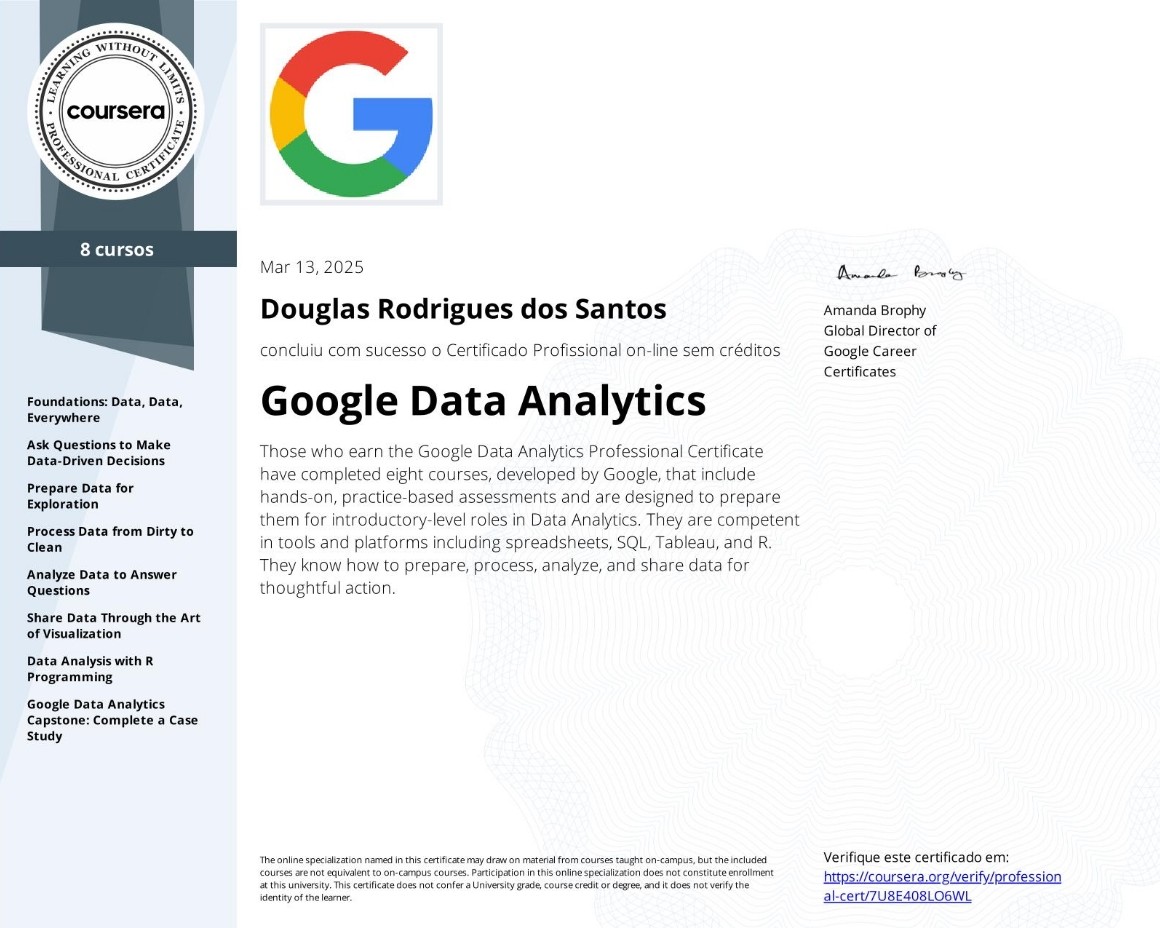 LEARNING WITHOUT LIMITS
coursera
PROFESSIONAL CERTIFICATE
8 cursos
Foundations: Data, Data,
Everywhere
Ask Questions to Make
Data-Driven Decisions
Prepare Data for
Exploration
Process Data from Dirty to
Clean
Analyze Data to Answer
Questions
Share Data Through the Art
of Visualization
Data Analysis with R
Programming
Google Data Analytics
Capstone: Complete a Case
Study
G
Mar 13, 2025
Douglas Rodrigues dos Santos
concluiu com sucesso o Certificado Profissional on-line sem créditos
Google Data Analytics
Those who earn the Google Data Analytics Professional Certificate
have completed eight courses, developed by Google, that include
hands-on, practice-based assessments and are designed to prepare
them for introductory-level roles in Data Analytics. They are competent
in tools and platforms including spreadsheets, SQL, Tableau, and R.
They know how to prepare, process, analyze, and share data for
thoughtful action.
Amanda Brophy
Amanda Brophy
Global Director of
Google Career
Certificates
The online specialization named in this certificate may draw on material from courses taught on-campus, but the included
courses are not equivalent to on-campus courses. Participation in this online specialization does not constitute enrollment
at this university. This certificate does not confer a University grade, course credit or degree, and it does not verify the
identity of the learner.
Verifique este certificado em:
https://coursera.org/verify/profession
al-cert/7U8E408LO6WL